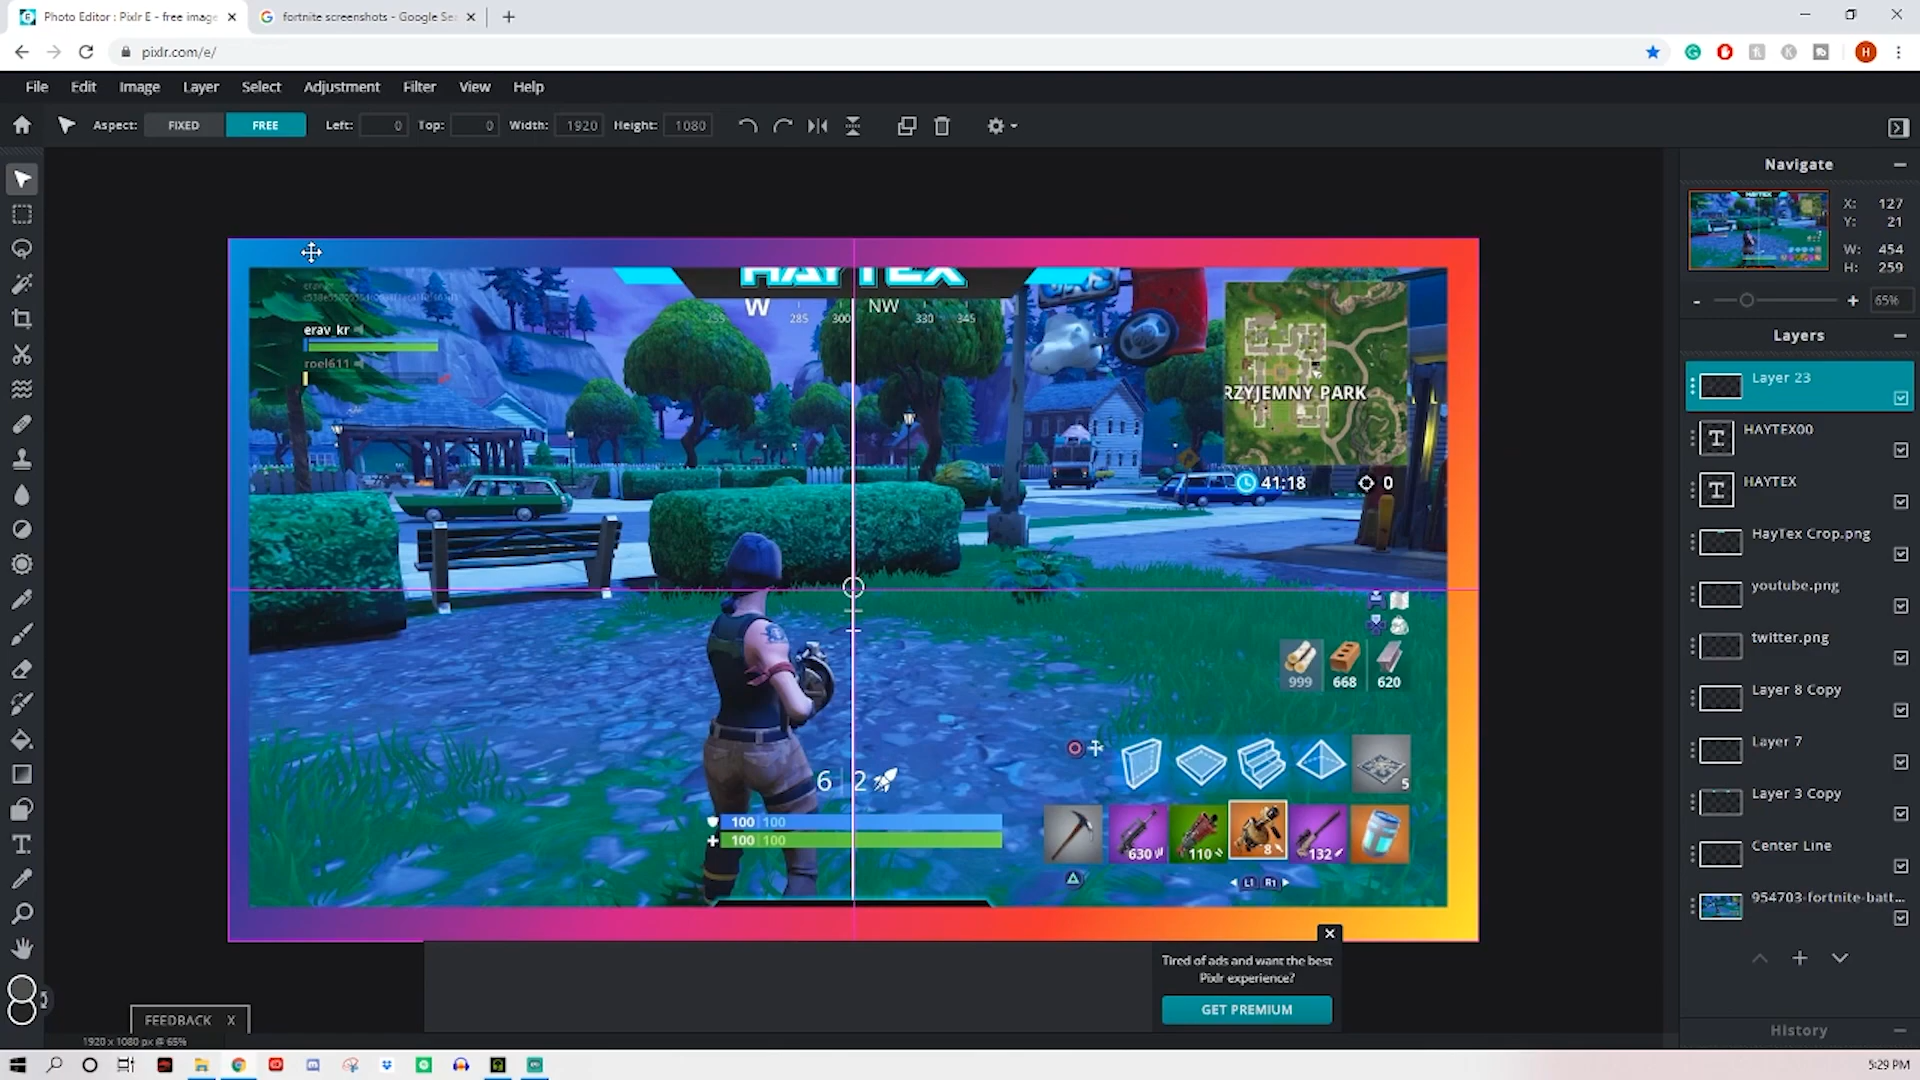 Photo Editor : Pixlr E - free image
fortnite screenshots - Google Sea
pixlr.com/e/
H
File Edit Image Layer Select Adjustment Filter View Help
Aspect: FIXED FREE Left: 0 Top: 0 Width: 1920 Height: 1080
Navigate
X: 127
Y: 21
W: 454
H: 259
65%
HAYTEX
W NW
285 300 330 345
erav_kr
roel611
RZYJEMNY PARK
41:18 0
999 668 620
5
6 2
100 100
100 100
630 110 8 132
L1 R1
Layers
Layer 23
HAYTEX00
HAYTEX
HayTex Crop.png
youtube.png
twitter.png
Layer 8 Copy
Layer 7
Layer 3 Copy
Center Line
954703-fortnite-batt...
History
Tired of ads and want the best
Pixlr experience?
GET PREMIUM
FEEDBACK X
1920 x 1080 px @ 65%
5:29 PM